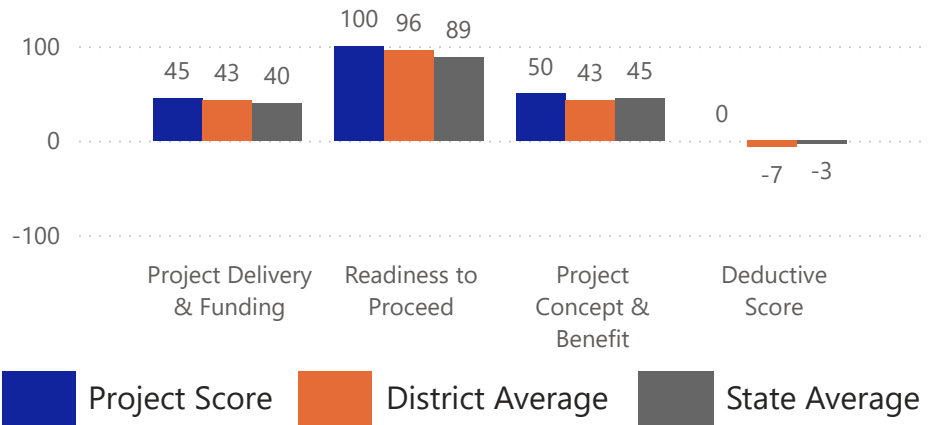 100 96 89
100
45 43 40
50 43 45
0
0
-7 -3
-100
Project Delivery & Funding
Readiness to Proceed
Project Concept & Benefit
Deductive Score
Project Score District Average State Average